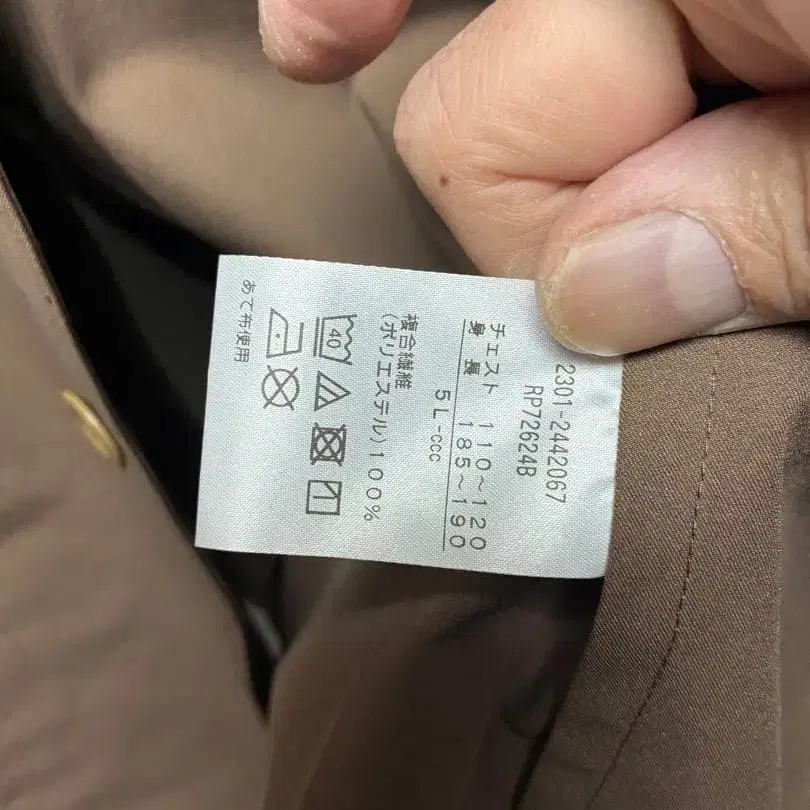 2301-2442067
RP72624B
チェスト 110～120
身長 185～190
5L-ccc
複合繊維
(ポリエステル)100%
40
あて布使用